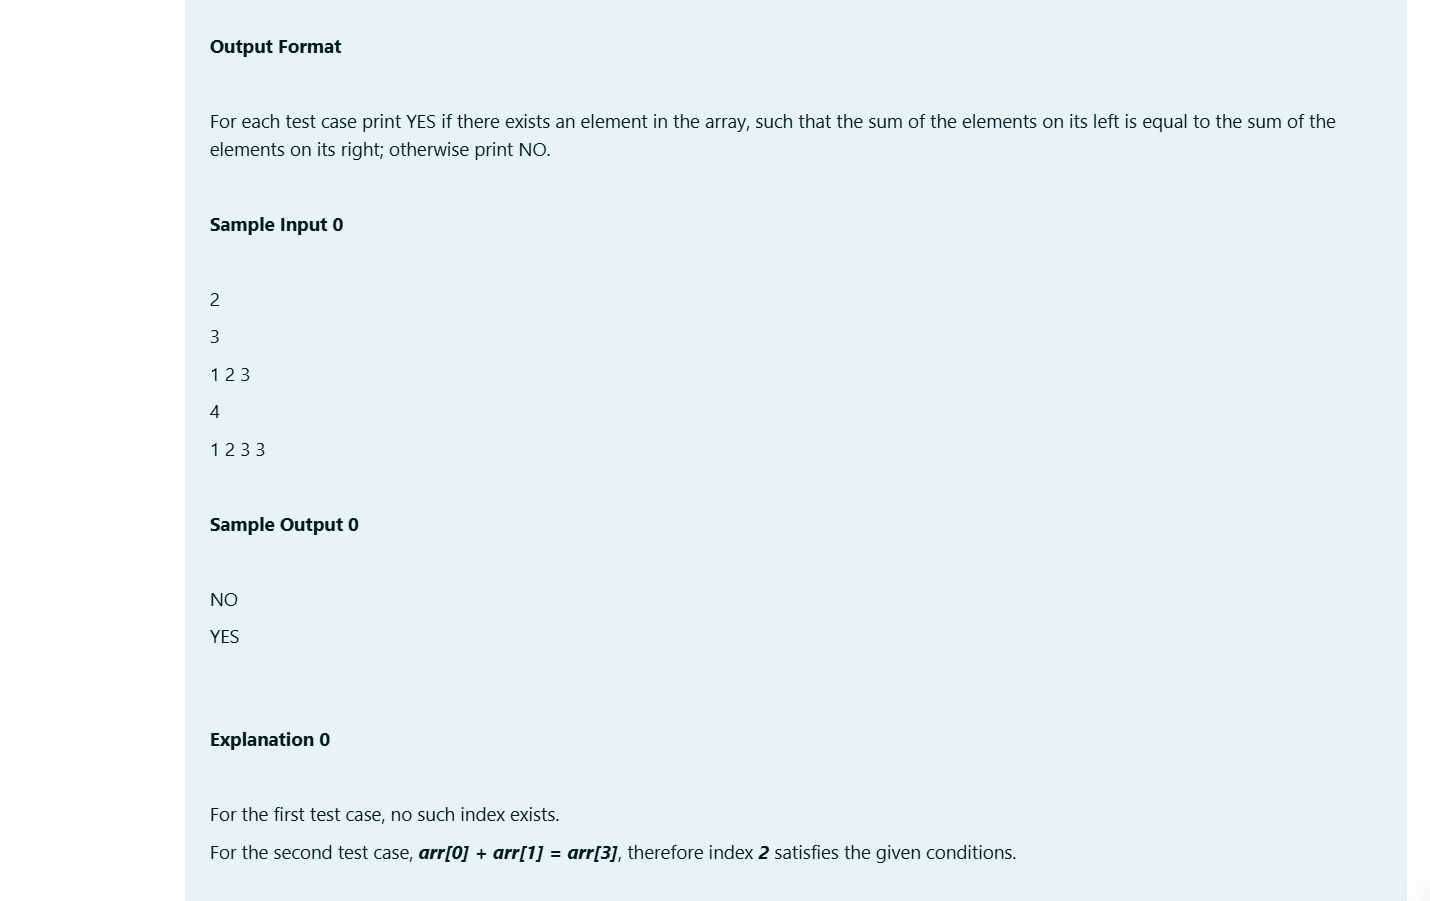 Output Format
For each test case print YES if there exists an element in the array, such that the sum of the elements on its left is equal to the sum of the
elements on its right; otherwise print NO.
Sample Input 0
2
3
1 2 3
4
1 2 3 3
Sample Output 0
NO
YES
Explanation 0
For the first test case, no such index exists.
For the second test case, arr[0] + arr[1] = arr[3], therefore index 2 satisfies the given conditions.